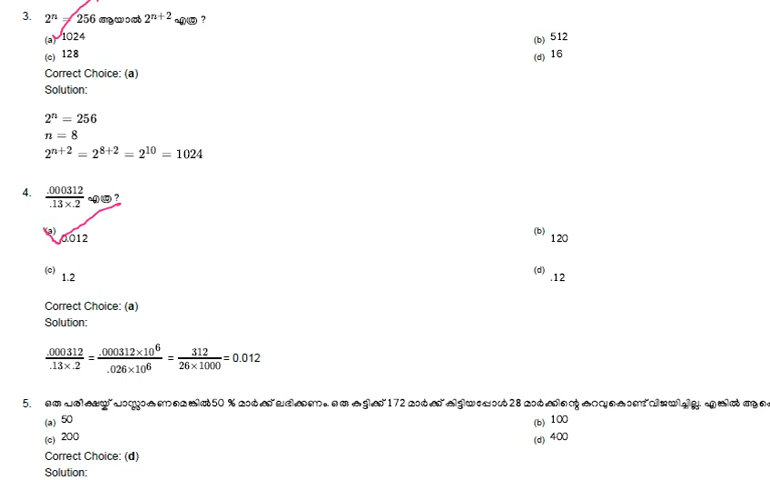 3. 2ⁿ = 256 ആയാൽ 2ⁿ⁺² എത്ര ?
(a) 1024 (b) 512
(c) 128 (d) 16
Correct Choice: (a)
Solution:
2ⁿ = 256
n = 8
2ⁿ⁺² = 2⁸⁺² = 2¹⁰ = 1024
4. .000312/.13×.2 എത്ര ?
(a) 0.012 (b) 120
(c) 1.2 (d) .12
Correct Choice: (a)
Solution:
.000312/.13×.2 = .000312×10⁶/.026×10⁶ = 312/26×1000 = 0.012
5. ഒരു പരീക്ഷയ്ക്ക് പാസ്സാകണമെങ്കിൽ 50 % മാർക്ക് ലഭിക്കണം. ഒരു കുട്ടിക്ക് 172 മാർക്ക് കിട്ടിയപ്പോൾ 28 മാർക്കിന്റെ കുറവുകൊണ്ട് വിജയിച്ചില്ല. എങ്കിൽ
(a) 50 (b) 100
(c) 200 (d) 400
Correct Choice: (d)
Solution: